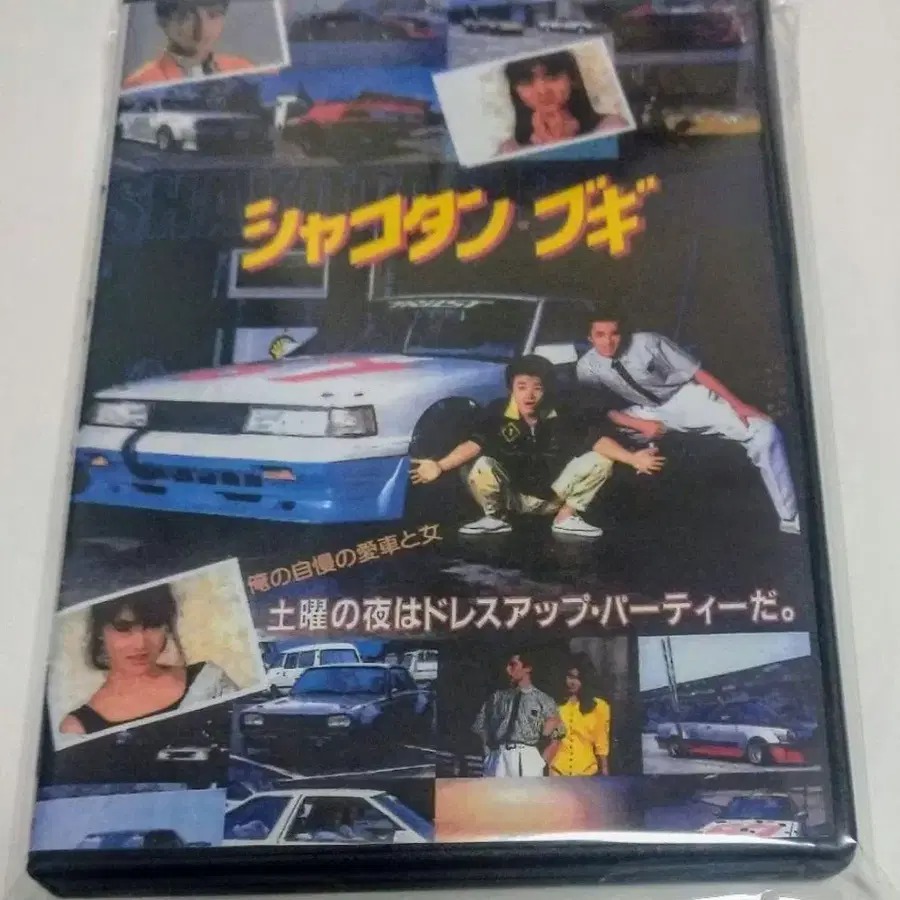 シャコタン・ブギ
俺の自慢の愛車と女
土曜の夜はドレスアップ・パーティーだ。